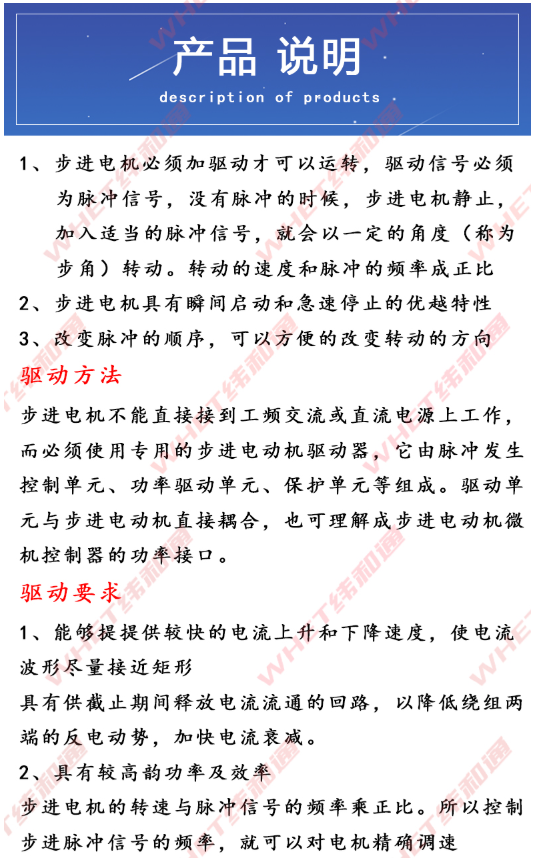 产品 说明
description of products
1、步进电机必须加驱动才可以运转，驱动信号必须
为脉冲信号，没有脉冲的时候，步进电机静止，
加入适当的脉冲信号，就会以一定的角度（称为
步角）转动。转动的速度和脉冲的频率成正比
2、步进电机具有瞬间启动和急速停止的优越特性
3、改变脉冲的顺序，可以方便的改变转动的方向
驱动方法
步进电机不能直接接到工频交流或直流电源上工作，
而必须使用专用的步进电动机驱动器，它由脉冲发生
控制单元、功率驱动单元、保护单元等组成。驱动单
元与步进电动机直接耦合，也可理解成步进电动机微
机控制器的功率接口。
驱动要求
1、能够提提供较快的电流上升和下降速度，使电流
波形尽量接近矩形
具有供截止期间释放电流流通的回路，以降低绕组两
端的反电动势，加快电流衰减。
2、具有较高韵功率及效率
步进电机的转速与脉冲信号的频率乘正比。所以控制
步进脉冲信号的频率，就可以对电机精确调速
WHET纬和通